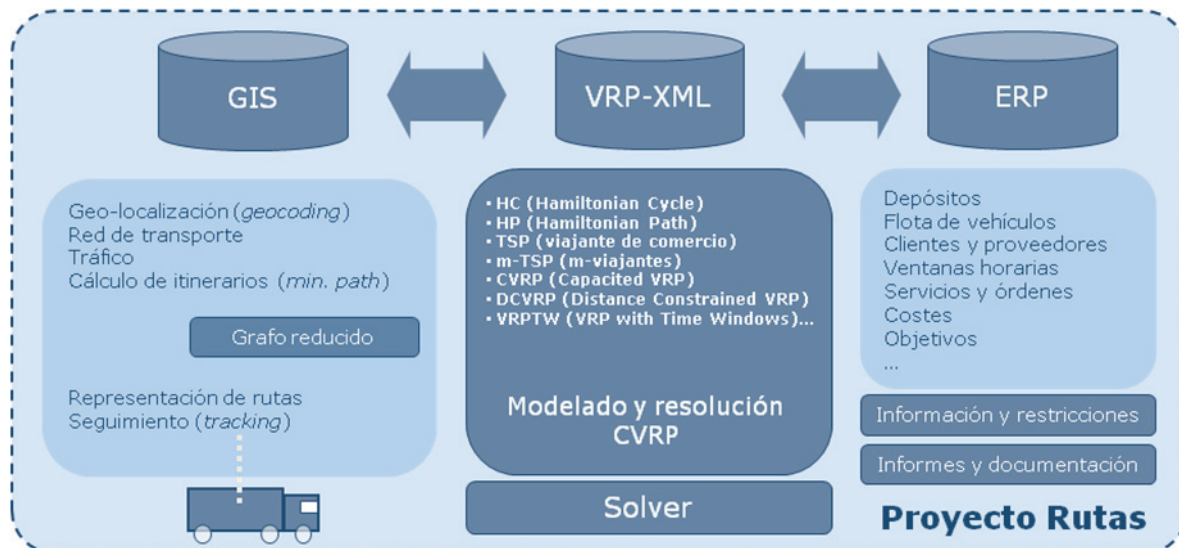 GIS
VRP-XML
ERP
Geo-localización (geocoding)
Red de transporte
Tráfico
Cálculo de itinerarios (min. path)
Grafo reducido
Representación de rutas
Seguimiento (tracking)
· HC (Hamiltonian Cycle)
· HP (Hamiltonian Path)
· TSP (viajante de comercio)
· m-TSP (m-viajantes)
· CVRP (Capacited VRP)
· DCVRP (Distance Constrained VRP)
· VRPTW (VRP with Time Windows)...
Modelado y resolución
CVRP
Solver
Depósitos
Flota de vehículos
Clientes y proveedores
Ventanas horarias
Servicios y órdenes
Costes
Objetivos
...
Información y restricciones
Informes y documentación
Proyecto Rutas